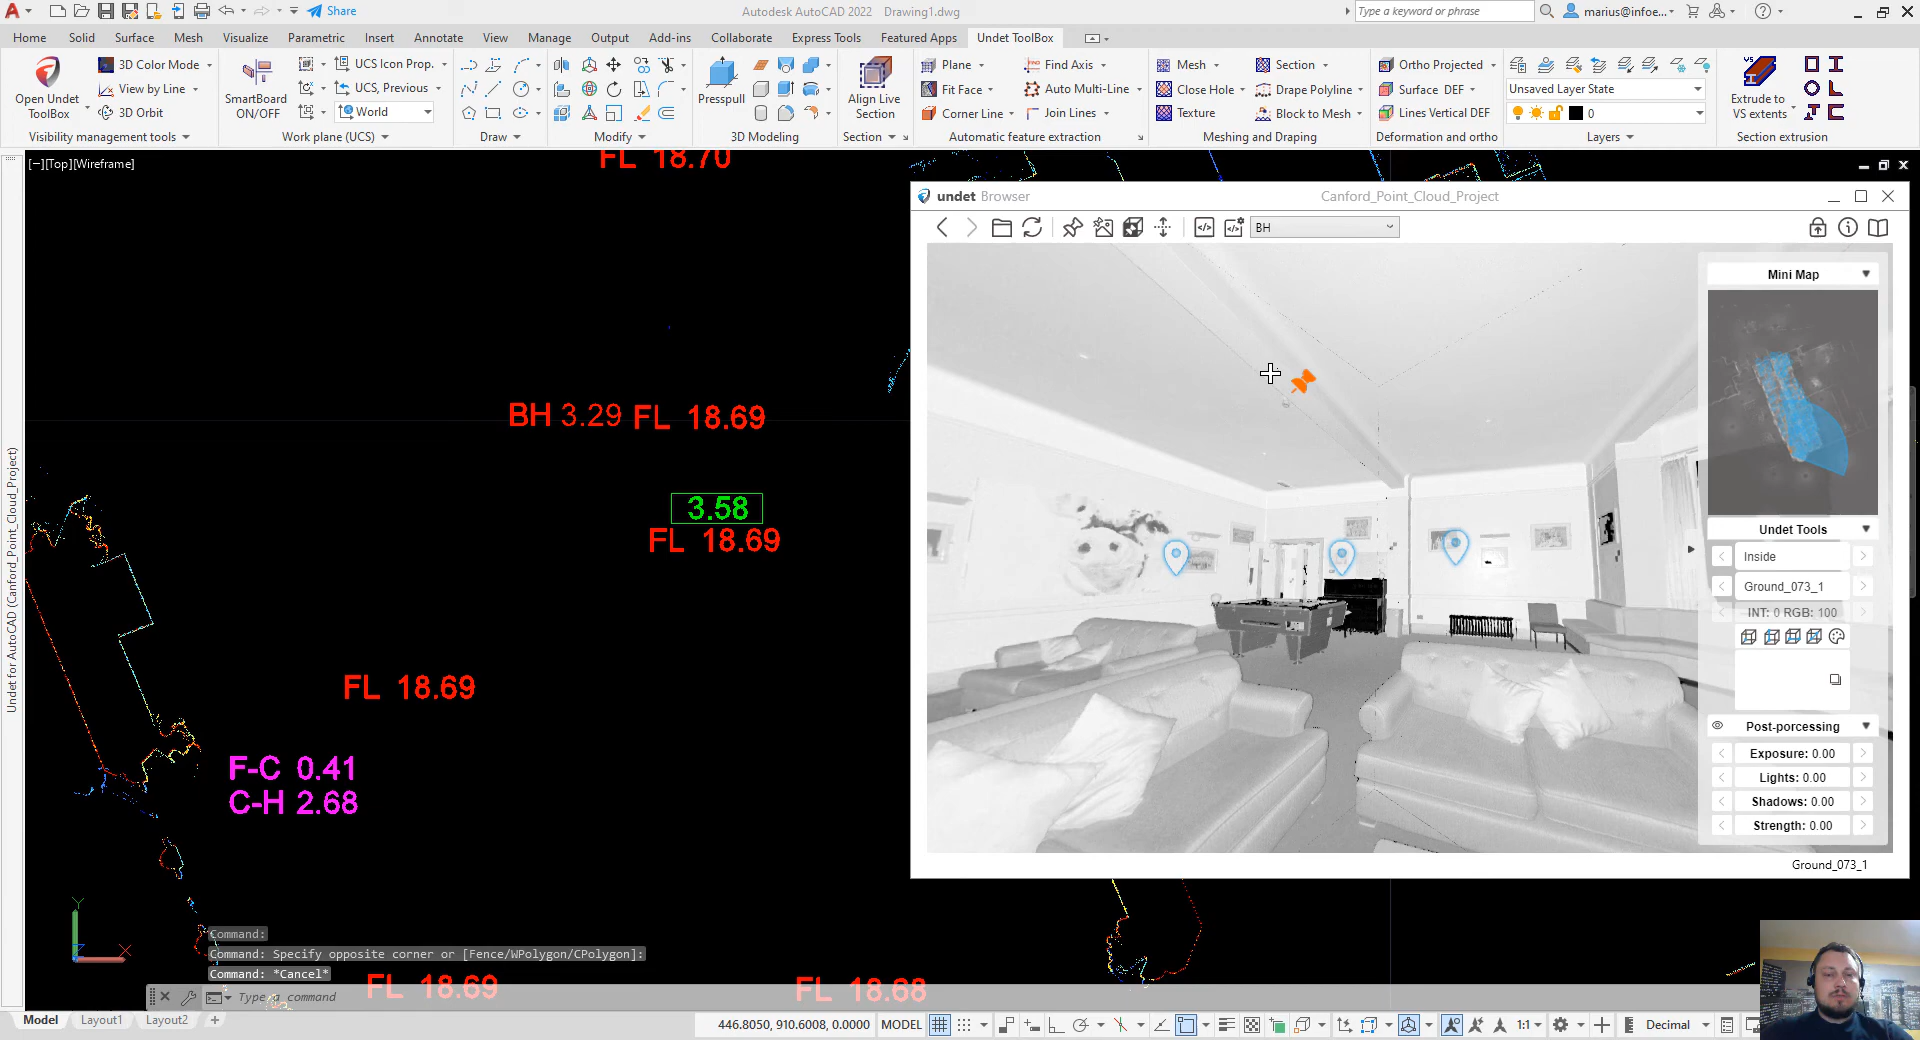 Share
Autodesk AutoCAD 2022 Drawing1.dwg
Type a keyword or phrase
marius@infoe...
Home Solid Surface Mesh Visualize Parametric Insert Annotate View Manage Output Add-ins Collaborate Express Tools Featured Apps Undet ToolBox
Open Undet ToolBox
3D Color Mode
View by Line
3D Orbit
Visibility management tools
SmartBoard ON/OFF
UCS Icon Prop.
UCS, Previous
World
Work plane (UCS)
Draw
Modify
Presspull
3D Modeling
Align Live Section
Section
Plane
Fit Face
Corner Line
Find Axis
Auto Multi-Line
Join Lines
Automatic feature extraction
Mesh
Close Hole
Texture
Section
Drape Polyline
Block to Mesh
Meshing and Draping
Ortho Projected
Surface DEF
Lines Vertical DEF
Deformation and ortho
Unsaved Layer State
0
Layers
VS
Extrude to VS extents
Section extrusion
[−][Top][Wireframe]
FL 18.70
BH 3.29 FL 18.69
3.58
FL 18.69
FL 18.69
F-C 0.41
C-H 2.68
Undet for AutoCAD (Canford_Point_Cloud_Project)
undet Browser
Canford_Point_Cloud_Project
BH
Mini Map
Undet Tools
Inside
Ground_073_1
INT: 0 RGB: 100
Post-porcessing
Exposure: 0.00
Lights: 0.00
Shadows: 0.00
Strength: 0.00
Ground_073_1
Y
X
Command:
Command: Specify opposite corner or [Fence/WPolygon/CPolygon]:
Command: *Cancel*
FL 18.69
FL 18.68
Type a command
Model Layout1 Layout2 +
446.8050, 910.6008, 0.0000 MODEL
1:1
Decimal